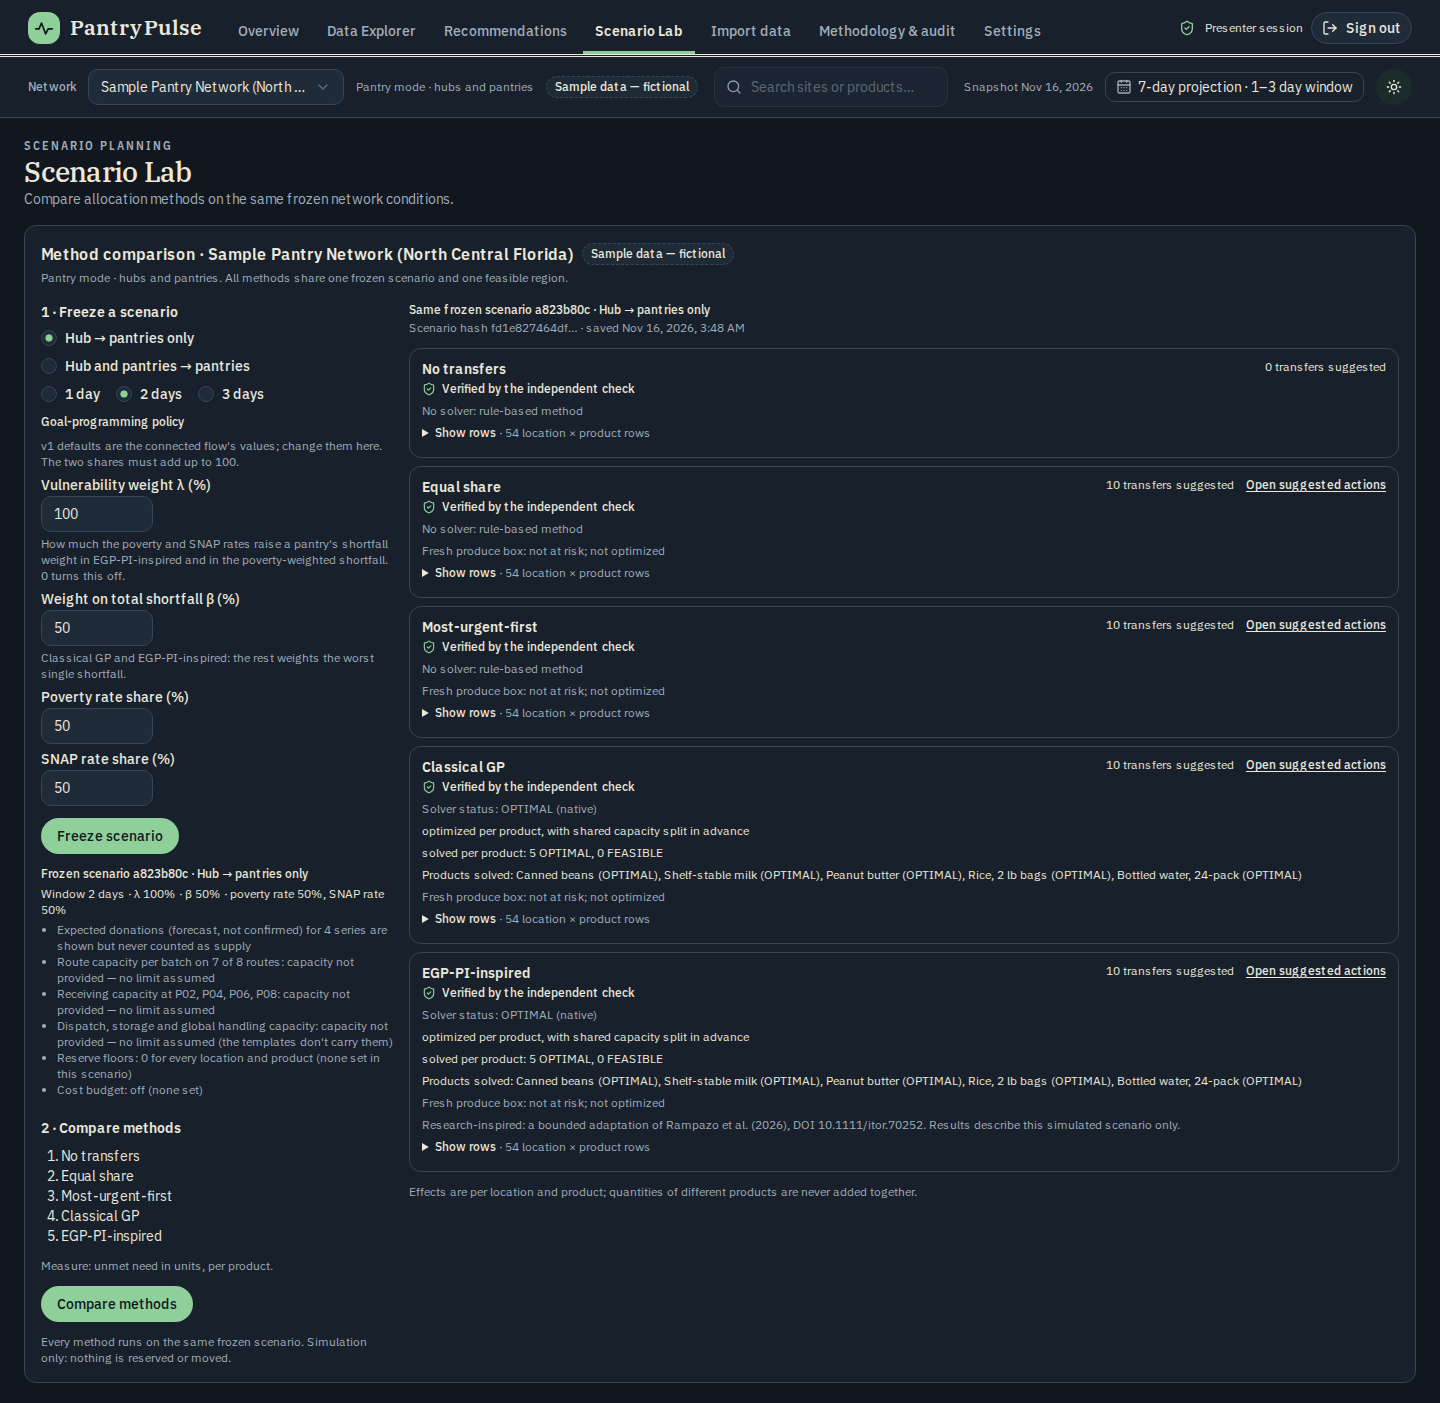 PantryPulse
Overview
Data Explorer
Recommendations
Scenario Lab
Import data
Methodology & audit
Settings
Presenter session
Sign out
Network
Sample Pantry Network (North ...
Pantry mode · hubs and pantries
Sample data — fictional
Search sites or products...
Snapshot Nov 16, 2026
7-day projection · 1–3 day window
SCENARIO PLANNING
Scenario Lab
Compare allocation methods on the same frozen network conditions.
Method comparison · Sample Pantry Network (North Central Florida)
Sample data — fictional
Pantry mode · hubs and pantries. All methods share one frozen scenario and one feasible region.
1 · Freeze a scenario
Hub → pantries only
Hub and pantries → pantries
1 day
2 days
3 days
Goal-programming policy
v1 defaults are the connected flow's values; change them here.
The two shares must add up to 100.
Vulnerability weight λ (%)
100
How much the poverty and SNAP rates raise a pantry's shortfall
weight in EGP-PI-inspired and in the poverty-weighted shortfall.
0 turns this off.
Weight on total shortfall β (%)
50
Classical GP and EGP-PI-inspired: the rest weights the worst
single shortfall.
Poverty rate share (%)
50
SNAP rate share (%)
50
Freeze scenario
Frozen scenario a823b80c · Hub → pantries only
Window 2 days · λ 100% · β 50% · poverty rate 50%, SNAP rate
50%
• Expected donations (forecast, not confirmed) for 4 series are
shown but never counted as supply
• Route capacity per batch on 7 of 8 routes: capacity not
provided — no limit assumed
• Receiving capacity at P02, P04, P06, P08: capacity not
provided — no limit assumed
• Dispatch, storage and global handling capacity: capacity not
provided — no limit assumed (the templates don't carry them)
• Reserve floors: 0 for every location and product (none set in
this scenario)
• Cost budget: off (none set)
2 · Compare methods
1. No transfers
2. Equal share
3. Most-urgent-first
4. Classical GP
5. EGP-PI-inspired
Measure: unmet need in units, per product.
Compare methods
Every method runs on the same frozen scenario. Simulation
only: nothing is reserved or moved.
Same frozen scenario a823b80c · Hub → pantries only
Scenario hash fd1e827464df... · saved Nov 16, 2026, 3:48 AM
No transfers
0 transfers suggested
Verified by the independent check
No solver: rule-based method
Show rows · 54 location × product rows
Equal share
10 transfers suggested
Open suggested actions
Verified by the independent check
No solver: rule-based method
Fresh produce box: not at risk; not optimized
Show rows · 54 location × product rows
Most-urgent-first
10 transfers suggested
Open suggested actions
Verified by the independent check
No solver: rule-based method
Fresh produce box: not at risk; not optimized
Show rows · 54 location × product rows
Classical GP
10 transfers suggested
Open suggested actions
Verified by the independent check
Solver status: OPTIMAL (native)
optimized per product, with shared capacity split in advance
solved per product: 5 OPTIMAL, 0 FEASIBLE
Products solved: Canned beans (OPTIMAL), Shelf-stable milk (OPTIMAL), Peanut butter (OPTIMAL), Rice, 2 lb bags (OPTIMAL), Bottled water, 24-pack (OPTIMAL)
Fresh produce box: not at risk; not optimized
Show rows · 54 location × product rows
EGP-PI-inspired
10 transfers suggested
Open suggested actions
Verified by the independent check
Solver status: OPTIMAL (native)
optimized per product, with shared capacity split in advance
solved per product: 5 OPTIMAL, 0 FEASIBLE
Products solved: Canned beans (OPTIMAL), Shelf-stable milk (OPTIMAL), Peanut butter (OPTIMAL), Rice, 2 lb bags (OPTIMAL), Bottled water, 24-pack (OPTIMAL)
Fresh produce box: not at risk; not optimized
Research-inspired: a bounded adaptation of Rampazo et al. (2026), DOI 10.1111/itor.70252. Results describe this simulated scenario only.
Show rows · 54 location × product rows
Effects are per location and product; quantities of different products are never added together.